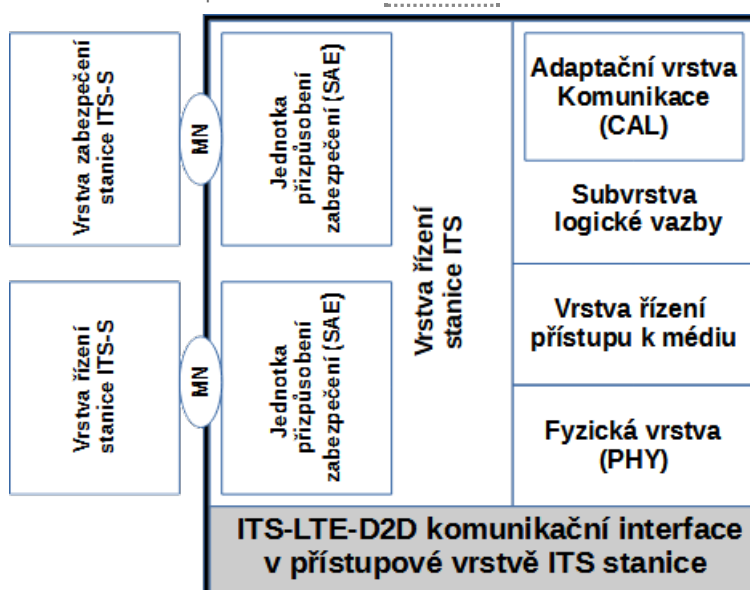 Vrstva zabezpečení
stanice ITS-S
MN
Jednotka
přizpůsobení
zabezpečení (SAE)
Vrstva řízení
stanice ITS-S
MN
Jednotka
přizpůsobení
zabezpečení (SAE)
Vrstva řízení
stanice ITS
Adaptační vrstva
Komunikace
(CAL)
Subvrstva
logické vazby
Vrstva řízení
přístupu k médiu
Fyzická vrstva
(PHY)
ITS-LTE-D2D komunikační interface
v přístupové vrstvě ITS stanice